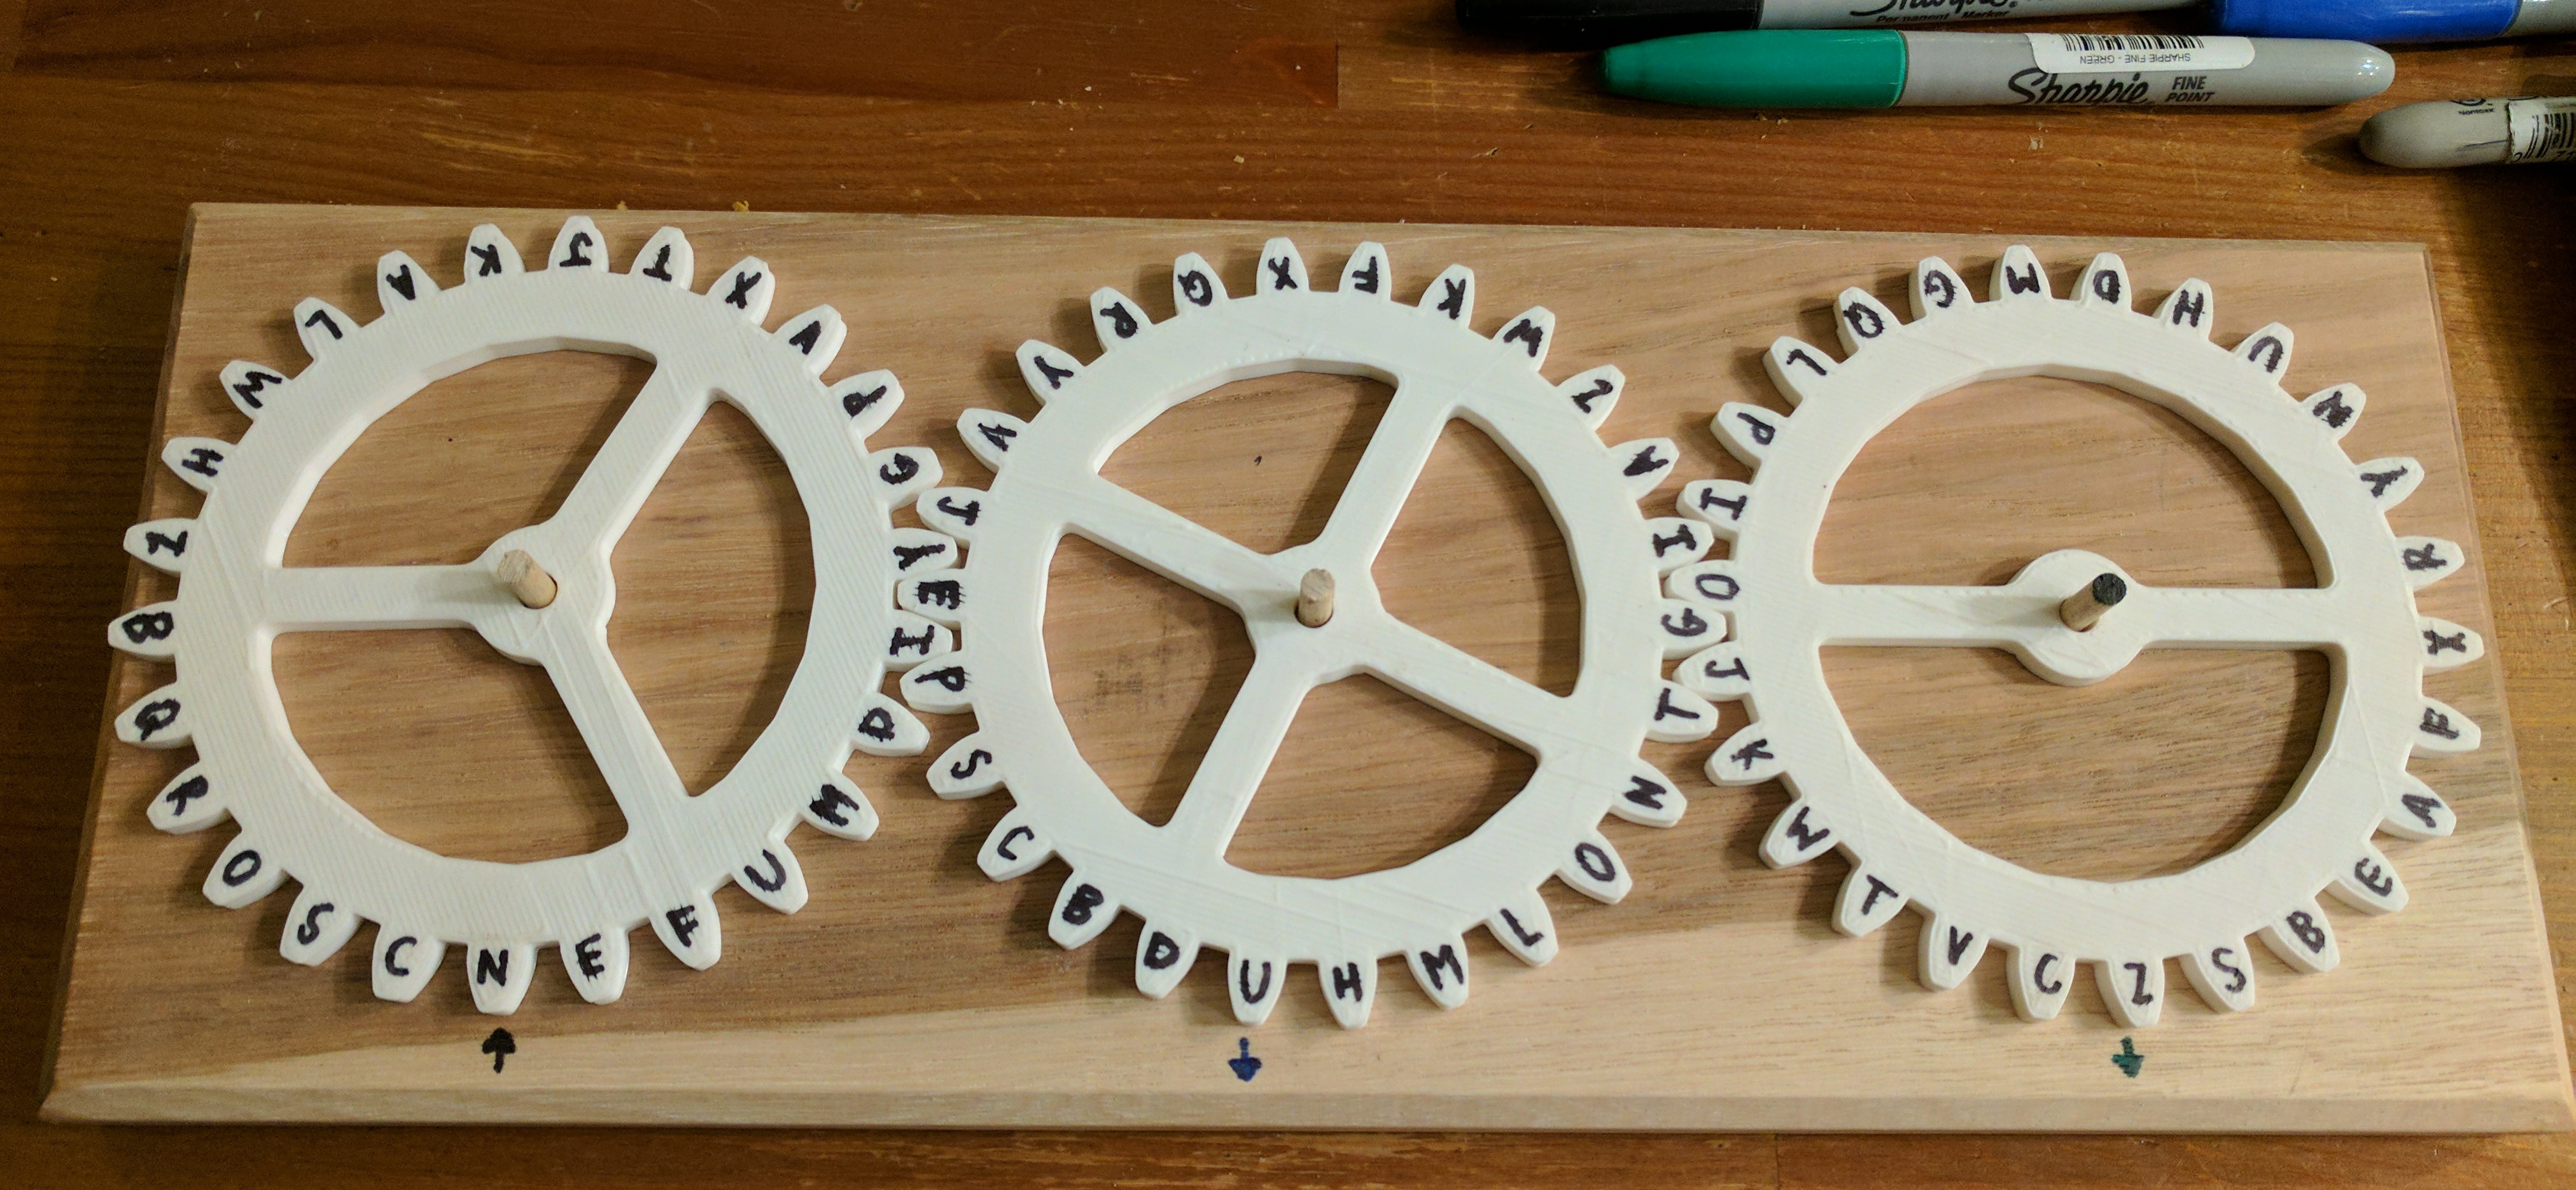 Sharpie
Permanent Marker
SHARPIE FINE - GREEN
Sharpie FINE POINT
J T X V P G Y I D M U F E N C S O R Q B Z H W L A K
X F K W Z V I G T N O L M H U D B C S P E J A Y R Q
M D H U N Y R X F A E B S Z C V T W K J O I P L Q G